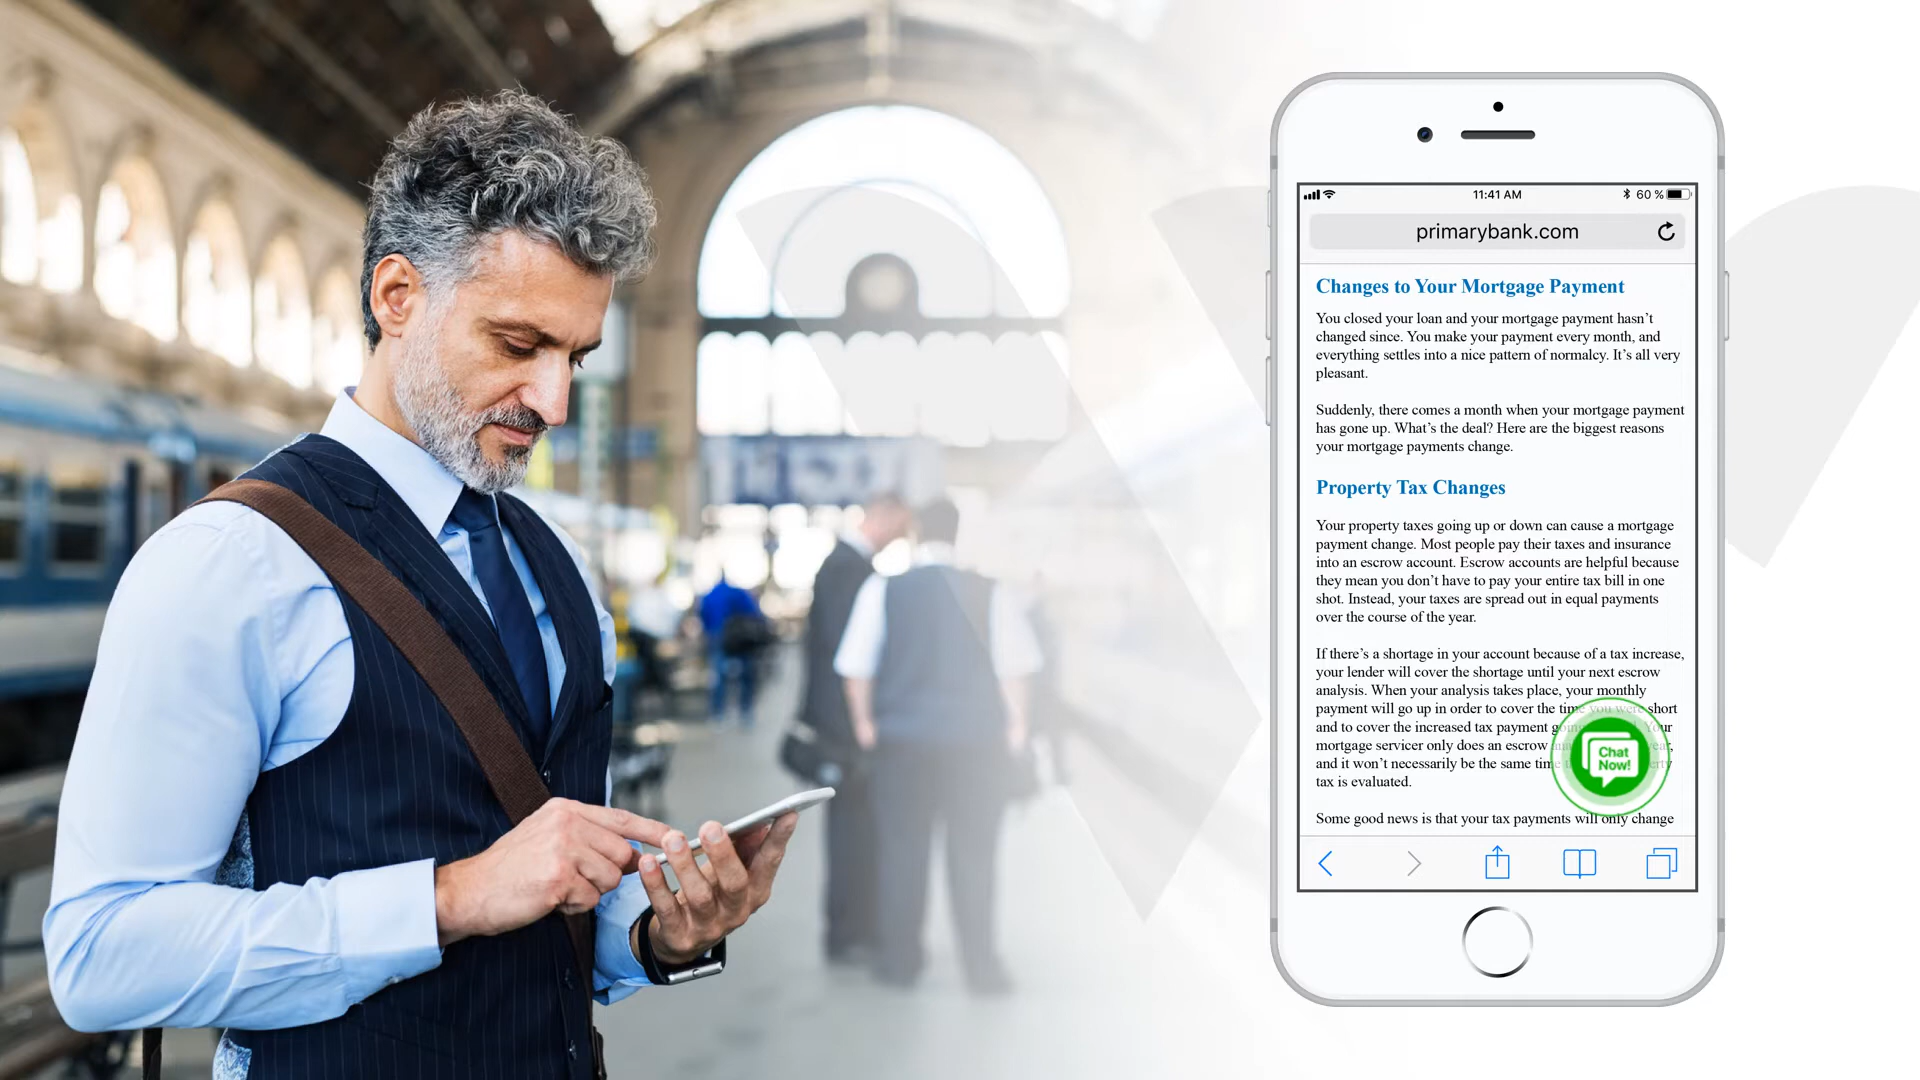 11:41 AM
60 %
primarybank.com
Changes to Your Mortgage Payment
You closed your loan and your mortgage payment hasn’t
changed since. You make your payment every month, and
everything settles into a nice pattern of normalcy. It’s all very
pleasant.
Suddenly, there comes a month when your mortgage payment
has gone up. What’s the deal? Here are the biggest reasons
your mortgage payments change.
Property Tax Changes
Your property taxes going up or down can cause a mortgage
payment change. Most people pay their taxes and insurance
into an escrow account. Escrow accounts are helpful because
they mean you don’t have to pay your entire tax bill in one
shot. Instead, your taxes are spread out in equal payments
over the course of the year.
If there’s a shortage in your account because of a tax increase,
your lender will cover the shortage until your next escrow
analysis. When your analysis takes place, your monthly
payment will go up in order to cover the time you were short
and to cover the increased tax payment Your
mortgage servicer only does an escrow year,
and it won’t necessarily be the same time
tax is evaluated.
Some good news is that your tax payments will only change
Chat
Now!